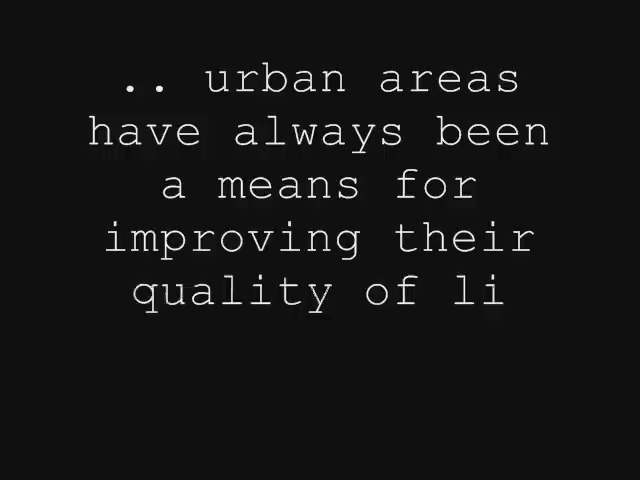 .. urban areas
have always been
a means for
improving their
quality of li